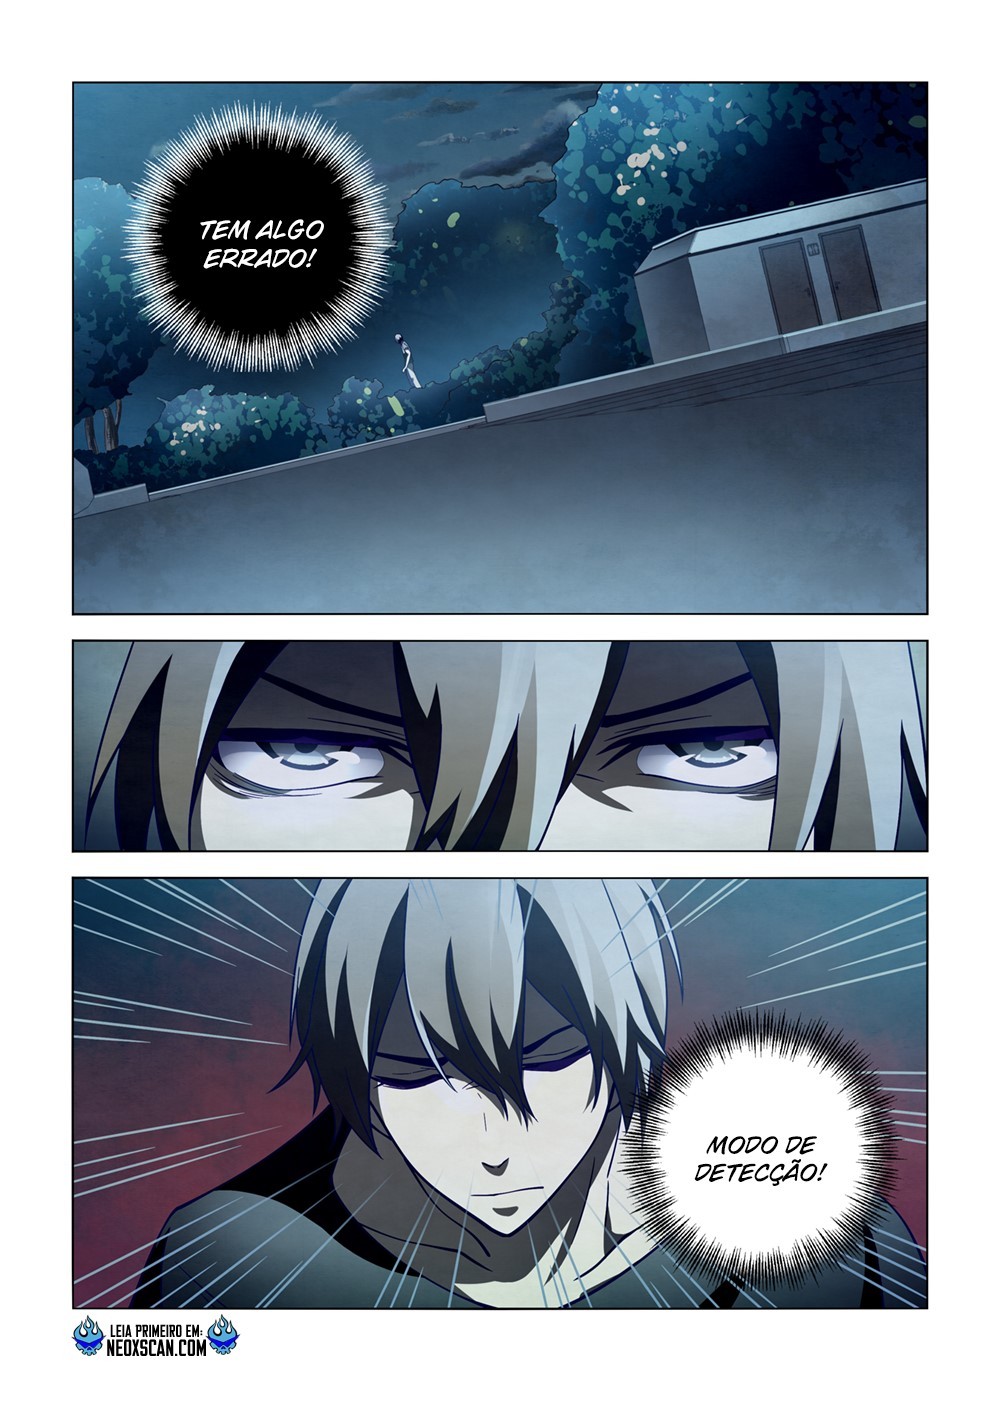 TEM ALGO
ERRADO!
MODO DE
DETECÇÃO!
LEIA PRIMEIRO EM:
NEOXSCAN.COM